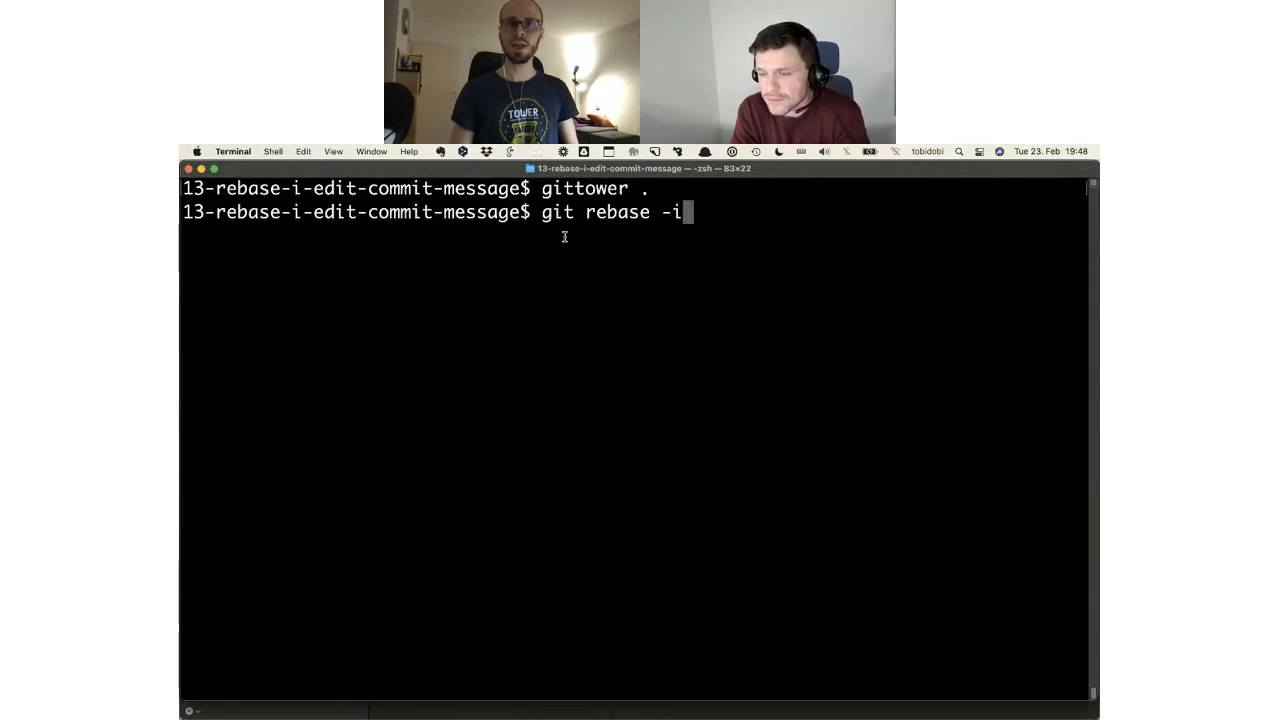 TOWER
Terminal Shell Edit View Window Help tobidobi Tue 23. Feb 19:48
13-rebase-i-edit-commit-message — -zsh — 83×22
13-rebase-i-edit-commit-message$ gittower .
13-rebase-i-edit-commit-message$ git rebase -i